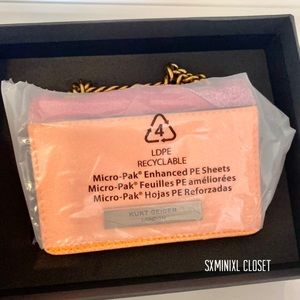 4
LDPE
RECYCLABLE
Micro-Pak® Enhanced PE Sheets
Micro-Pak® Feuilles PE améliorées
Micro-Pak® Hojas PE Reforzadas
KURT GEIGER
LONDON
SXMINIXL CLOSET